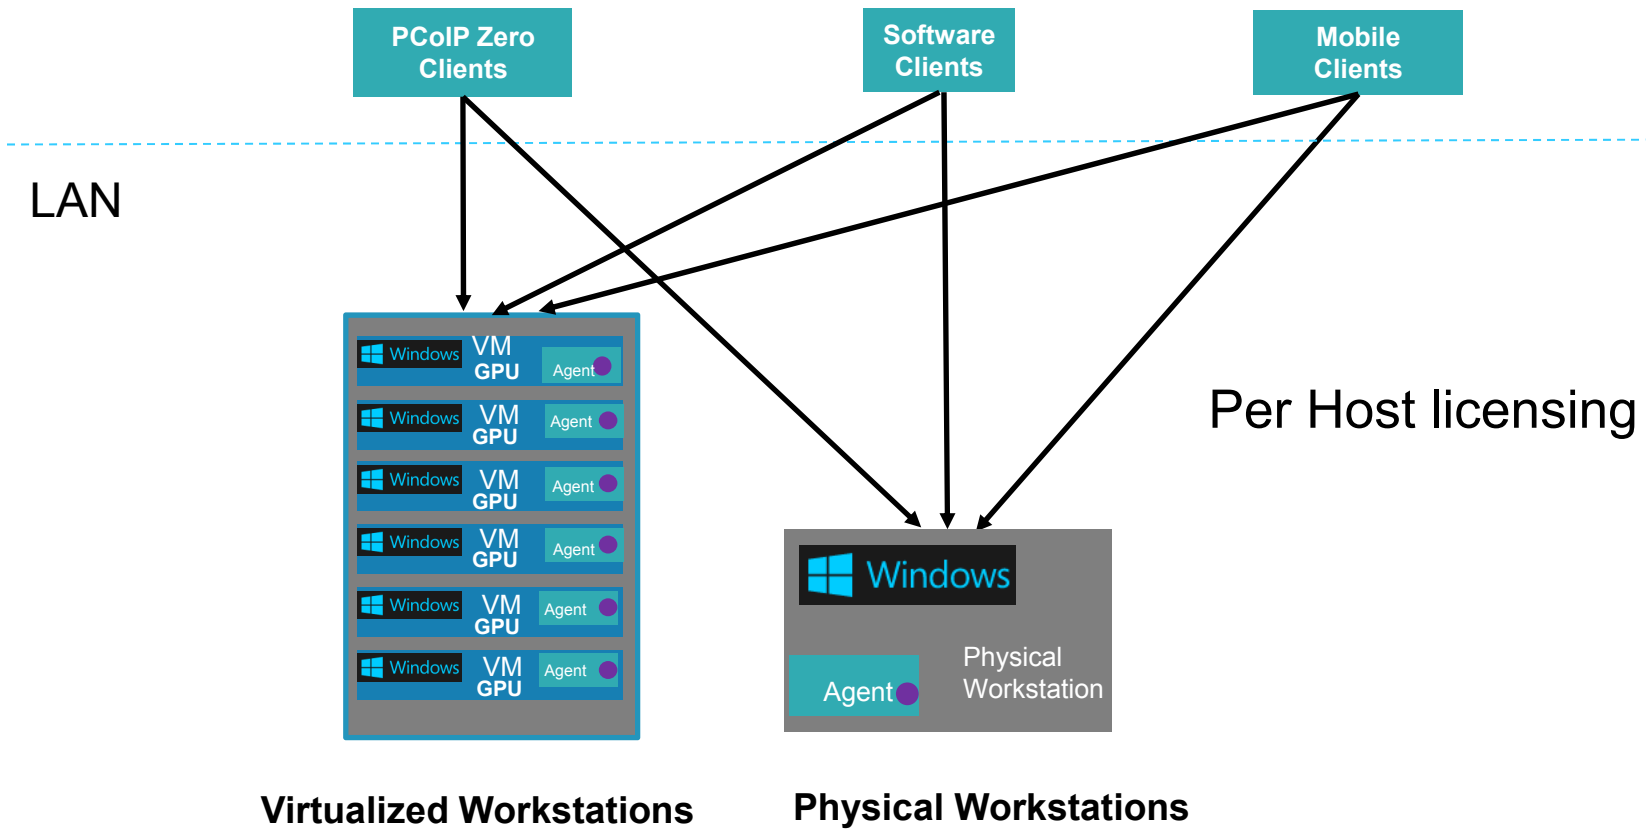 PCoIP Zero
Clients
Software
Clients
Mobile
Clients
LAN
Per Host licensing
Windows VM
GPU
Agent
Windows VM
GPU
Agent
Windows VM
GPU
Agent
Windows VM
GPU
Agent
Windows VM
GPU
Agent
Windows VM
GPU
Agent
Windows
Physical
Workstation
Agent
Virtualized Workstations
Physical Workstations